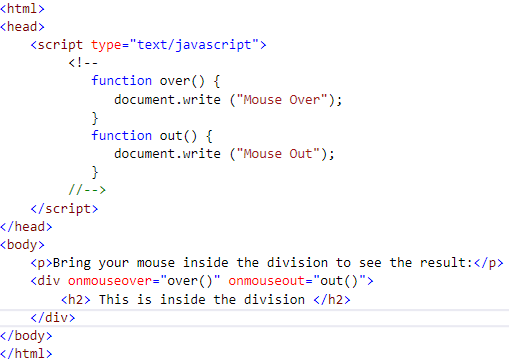 <html>
<head>
<script type="text/javascript">
<!--
function over() {
document.write ("Mouse Over");
}
function out() {
document.write ("Mouse Out");
}
//-->
</script>
</head>
<body>
<p>Bring your mouse inside the division to see the result:</p>
<div onmouseover="over()" onmouseout="out()">
<h2> This is inside the division </h2>
</div>
</body>
</html>